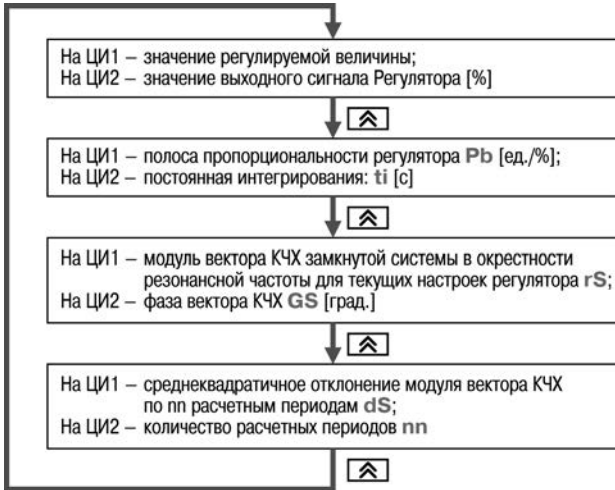 На ЦИ1 – значение регулируемой величины;
На ЦИ2 – значение выходного сигнала Регулятора [%]
На ЦИ1 – полоса пропорциональности регулятора Pb [ед./%];
На ЦИ2 – постоянная интегрирования: ti [с]
На ЦИ1 – модуль вектора КЧХ замкнутой системы в окрестности
резонансной частоты для текущих настроек регулятора rS;
На ЦИ2 – фаза вектора КЧХ GS [град.]
На ЦИ1 – среднеквадратичное отклонение модуля вектора КЧХ
по nn расчетным периодам dS;
На ЦИ2 – количество расчетных периодов nn